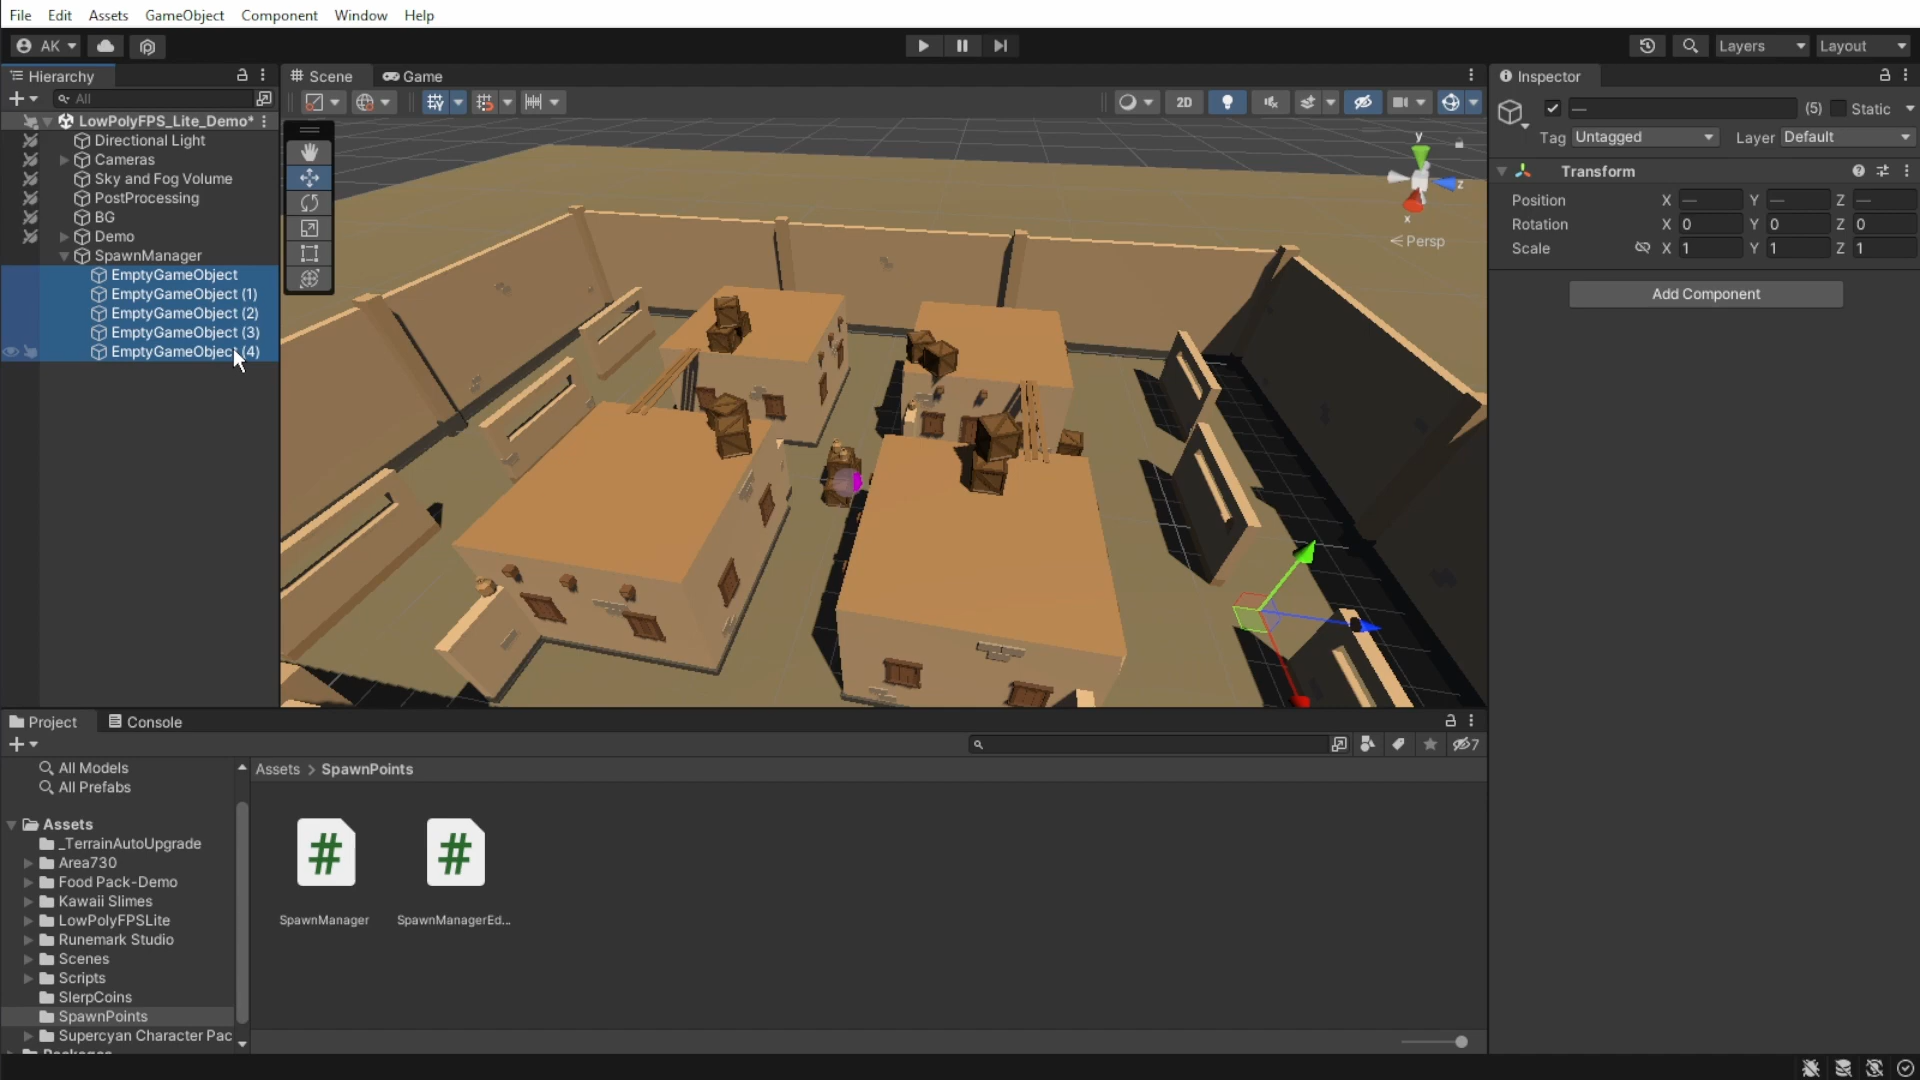 File Edit Assets GameObject Component Window Help
AK
Layers
Layout
Hierarchy
All
LowPolyFPS_Lite_Demo*
Directional Light
Cameras
Sky and Fog Volume
PostProcessing
BG
Demo
SpawnManager
EmptyGameObject
EmptyGameObject (1)
EmptyGameObject (2)
EmptyGameObject (3)
EmptyGameObject (4)
Scene
Game
2D
y
z
x
Persp
Inspector
—
(5)
Static
Tag Untagged
Layer Default
Transform
Position X — Y — Z —
Rotation X 0 Y 0 Z 0
Scale X 1 Y 1 Z 1
Add Component
Project
Console
7
All Models
All Prefabs
Assets
_TerrainAutoUpgrade
Area730
Food Pack-Demo
Kawaii Slimes
LowPolyFPSLite
Runemark Studio
Scenes
Scripts
SlerpCoins
SpawnPoints
Supercyan Character Pac
Assets > SpawnPoints
# #
SpawnManager
SpawnManagerEd...